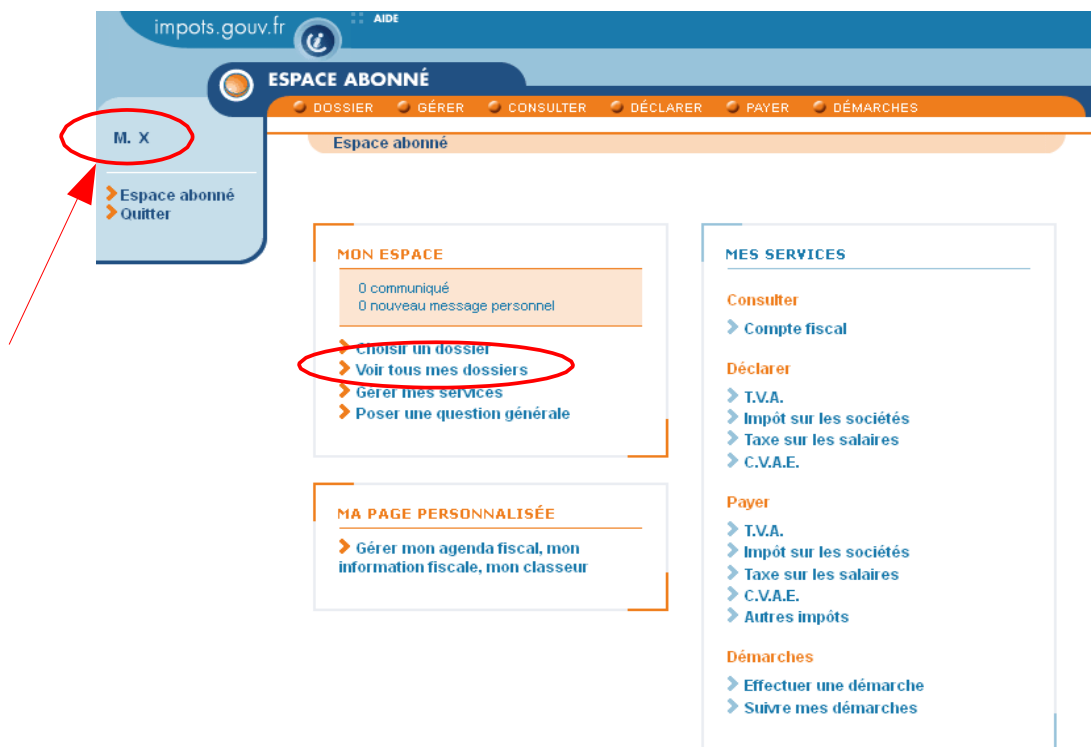 impots.gouv.fr
AIDE
ESPACE ABONNÉ
DOSSIER GÉRER CONSULTER DÉCLARER PAYER DÉMARCHES
M. X
Espace abonné
Quitter
Espace abonné
MON ESPACE
0 communiqué
0 nouveau message personnel
Choisir un dossier
Voir tous mes dossiers
Gérer mes services
Poser une question générale
MA PAGE PERSONNALISÉE
Gérer mon agenda fiscal, mon
information fiscale, mon classeur
MES SERVICES
Consulter
Compte fiscal
Déclarer
T.V.A.
Impôt sur les sociétés
Taxe sur les salaires
C.V.A.E.
Payer
T.V.A.
Impôt sur les sociétés
Taxe sur les salaires
C.V.A.E.
Autres impôts
Démarches
Effectuer une démarche
Suivre mes démarches